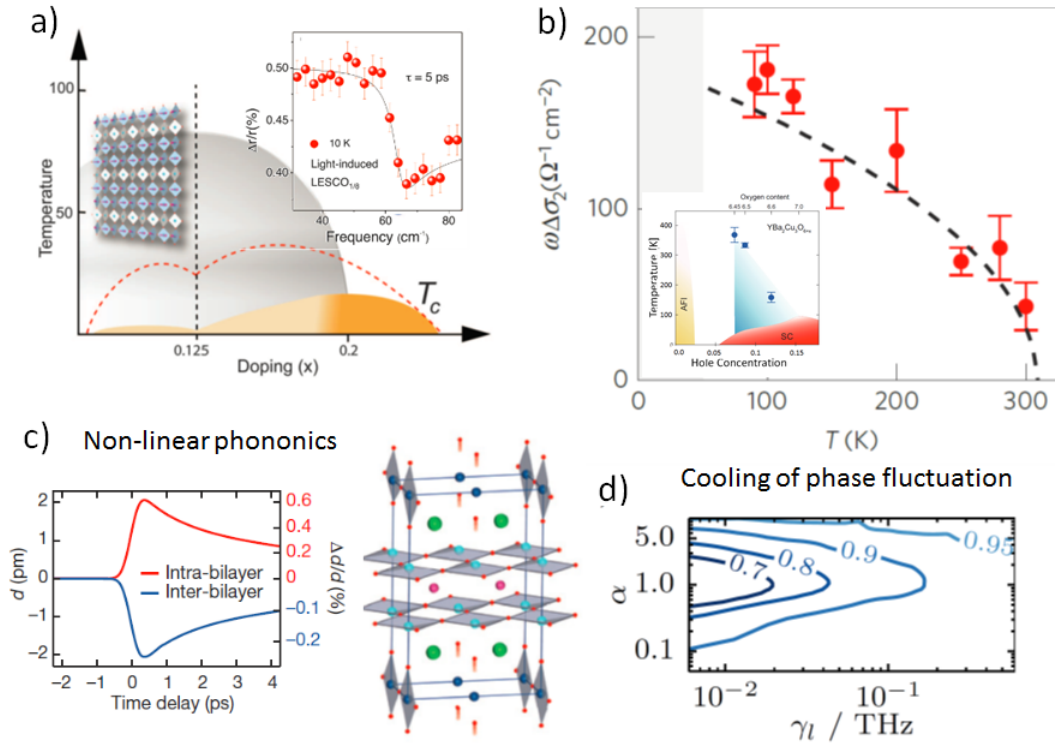 a)
Temperature
100
50
0
0.125
0.2
Doping (x)
T_c
Δr/r(%)
0.50
0.45
0.40
τ = 5 ps
10 K
Light-induced
LESCO1/8
40
60
80
Frequency (cm⁻¹)
b)
ωΔσ₂(Ω⁻¹ cm⁻²)
200
100
0
0
100
200
300
T (K)
Oxygen content
6.45
6.5
6.6
7.0
YBa₂Cu₃O
Temperature [K]
400
300
200
100
0
AFI
SC
0.0
0.05
0.1
0.15
Hole Concentration
c)
Non-linear phononics
d (pm)
2
1
0
−1
−2
0.6
0.4
0.2
0
−0.1
−0.2
Δd/d(%)
Intra-bilayer
Inter-bilayer
−2
−1
0
1
2
3
4
Time delay (ps)
d)
Cooling of phase fluctuation
α
5.0
1.0
0.1
0.7
0.8
0.9
0.95
10⁻²
10⁻¹
γ_l / THz